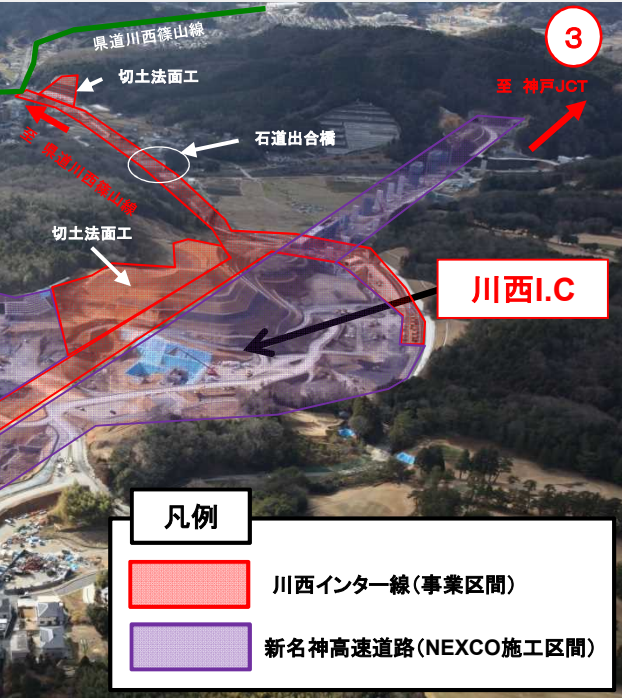 県道川西篠山線
3
切土法面工
至 神戸JCT
石道出合橋
至 県道川西篠山線
切土法面工
川西I.C
凡例
川西インター線（事業区間）
新名神高速道路（NEXCO施工区間）